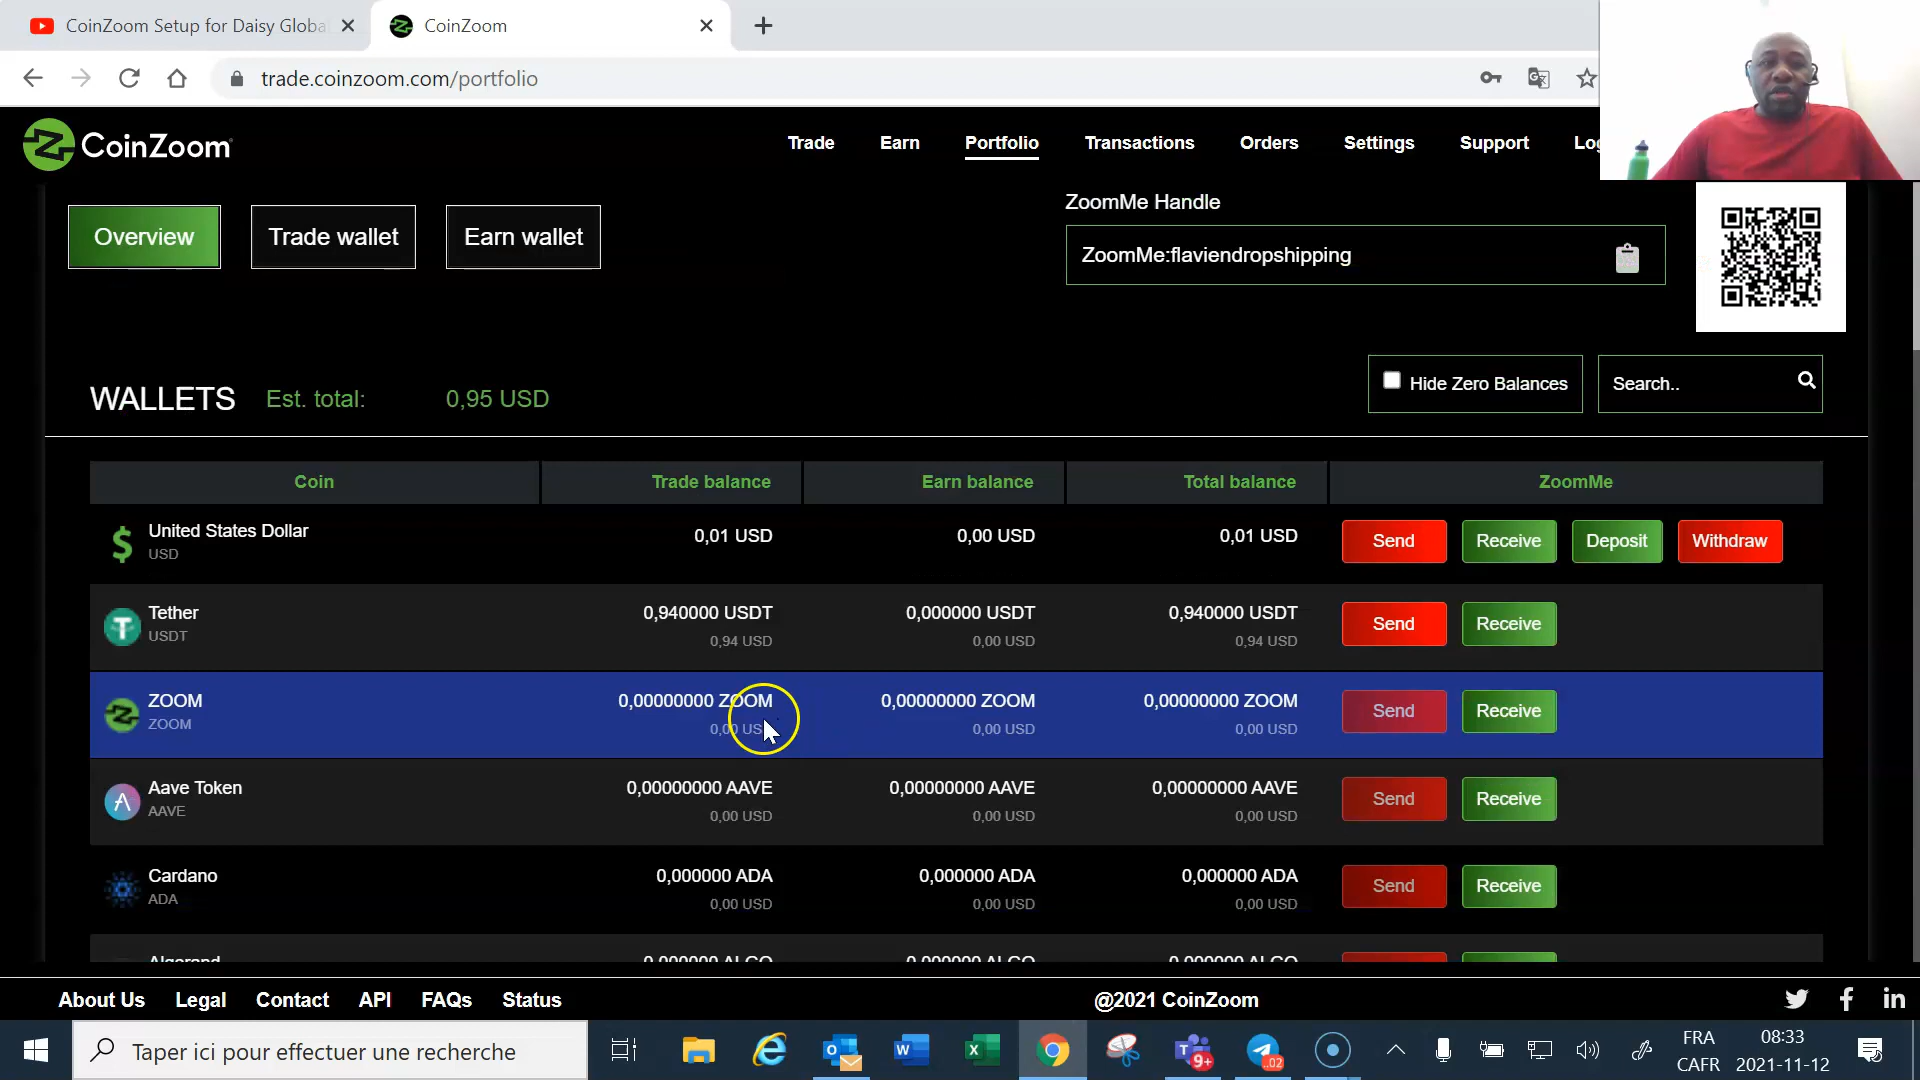 CoinZoom Setup for Daisy Globa
CoinZoom
trade.coinzoom.com/portfolio
CoinZoom
Trade
Earn
Portfolio
Transactions
Orders
Settings
Support
Overview
Trade wallet
Earn wallet
ZoomMe Handle
ZoomMe:flaviendropshipping
WALLETS
Est. total:
0,95 USD
Hide Zero Balances
Search..
Coin
Trade balance
Earn balance
Total balance
ZoomMe
United States Dollar
USD
0,01 USD
0,00 USD
0,01 USD
Send
Receive
Deposit
Withdraw
Tether
USDT
0,940000 USDT
0,94 USD
0,000000 USDT
0,00 USD
0,940000 USDT
0,94 USD
Send
Receive
ZOOM
ZOOM
0,00000000 ZOOM
0,00 USD
0,00000000 ZOOM
0,00 USD
0,00000000 ZOOM
0,00 USD
Send
Receive
Aave Token
AAVE
0,00000000 AAVE
0,00 USD
0,00000000 AAVE
0,00 USD
0,00000000 AAVE
0,00 USD
Send
Receive
Cardano
ADA
0,000000 ADA
0,00 USD
0,000000 ADA
0,00 USD
0,000000 ADA
0,00 USD
Send
Receive
About Us
Legal
Contact
API
FAQs
Status
@2021 CoinZoom
Taper ici pour effectuer une recherche
9+
02
FRA
CAFR
08:33
2021-11-12